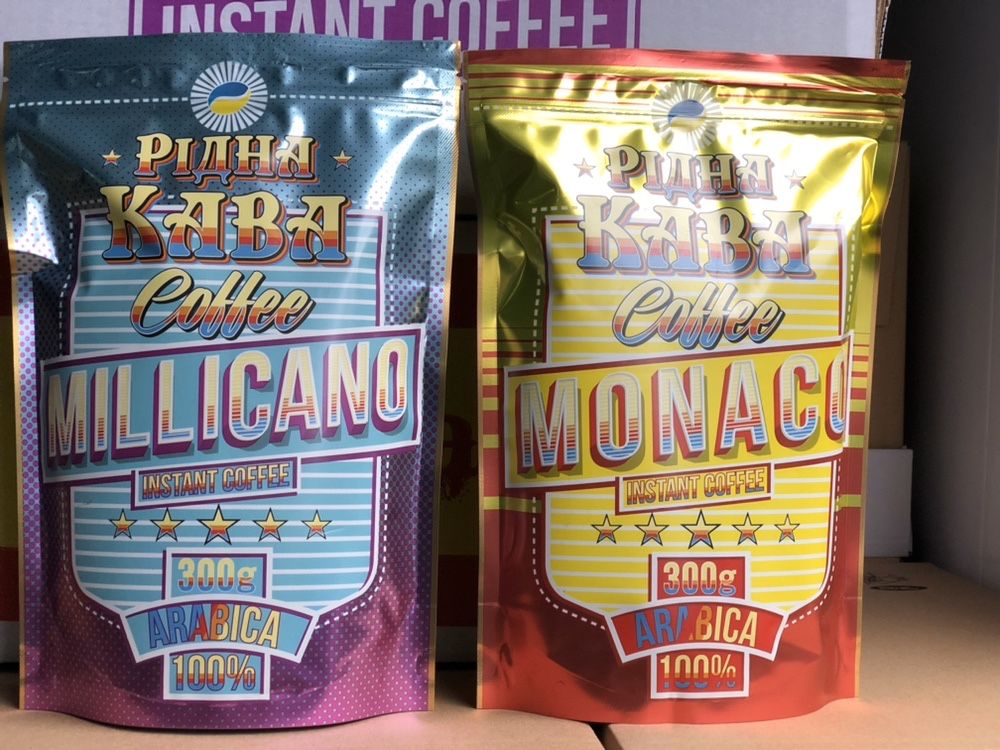 INSTANT COFFEE
РІДНА
КАВА
Coffee
MILLICANO
INSTANT COFFEE
300g
ARABICA
100%
РІДНА
КАВА
Coffee
MONACO
INSTANT COFFEE
300g
ARABICA
100%